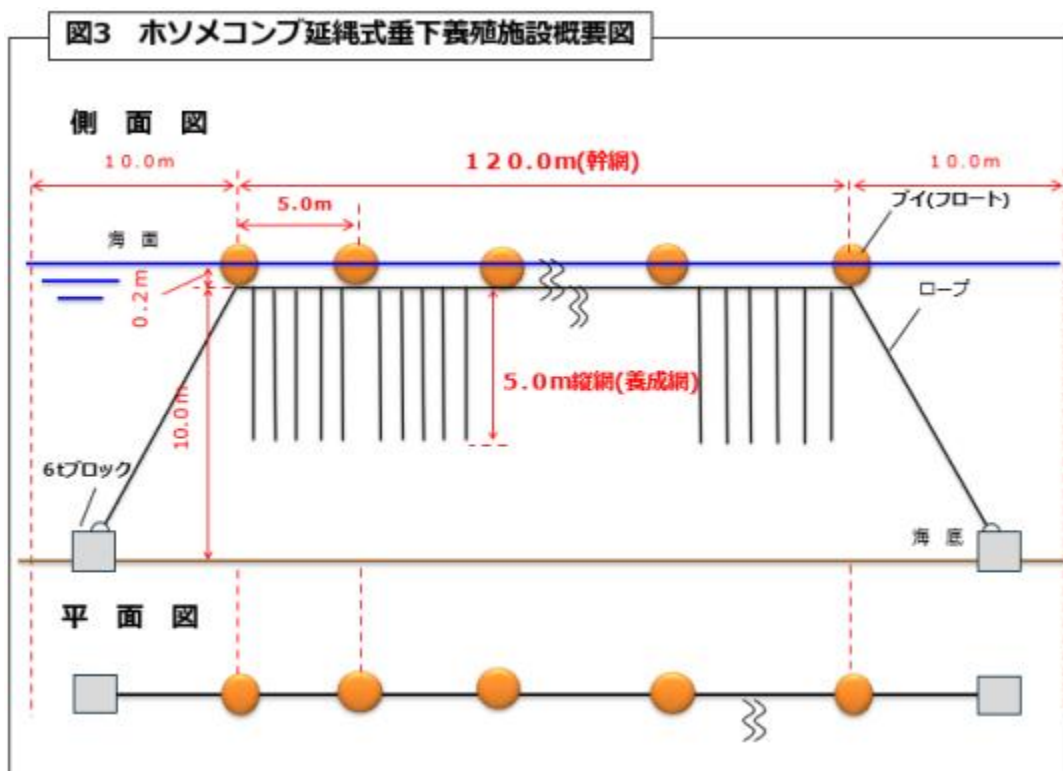 図3　ホソメコンブ延縄式垂下養殖施設概要図
側　面　図
10.0m
120.0m(幹網)
10.0m
5.0m
ブイ(フロート)
海　面
0.2m
ロープ
5.0m縦網(養成網)
10.0m
6tブロック
海　底
平　面　図